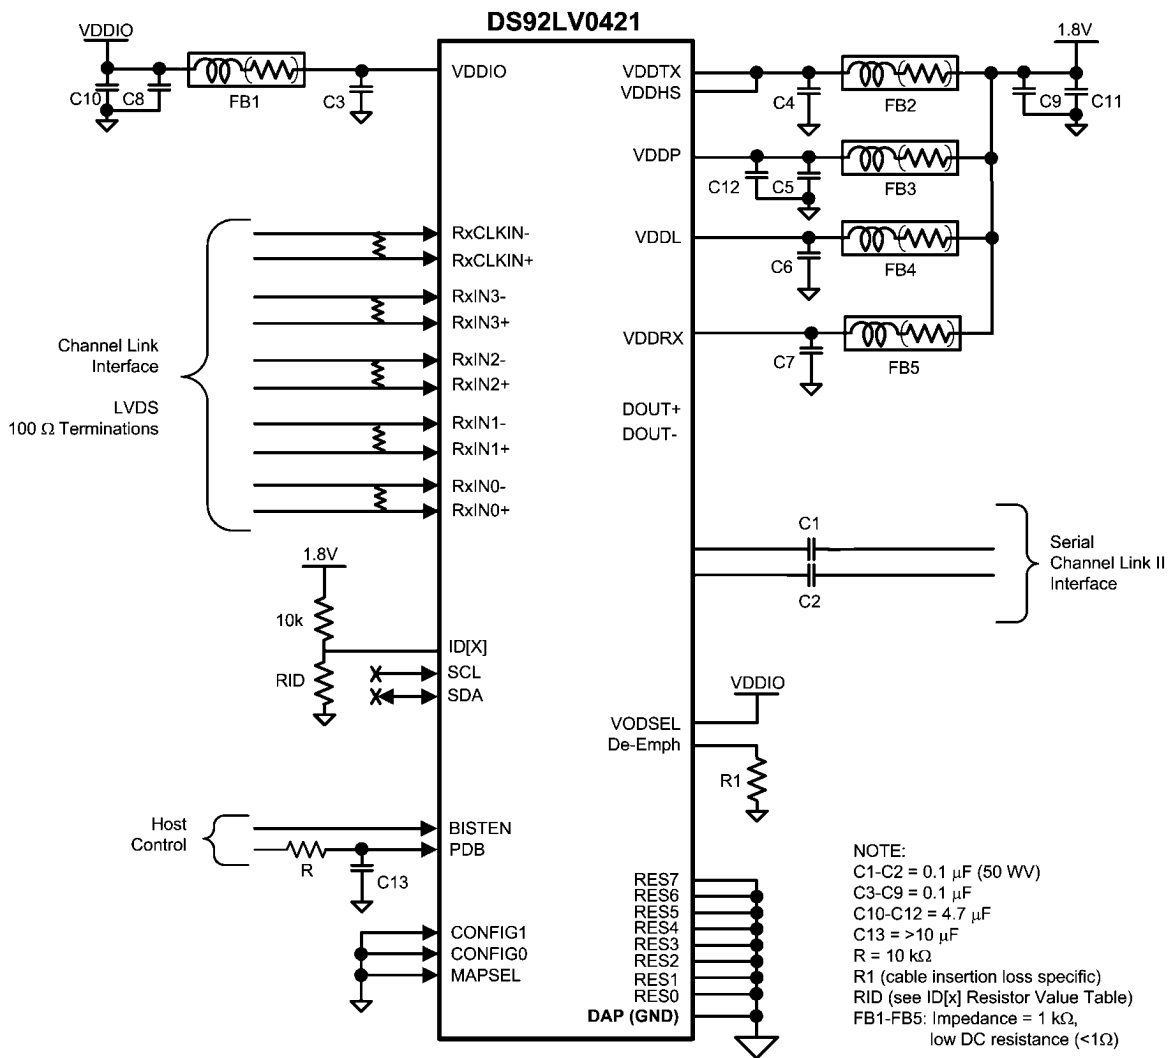 DS92LV0421
VDDIO
C10
C8
FB1
C3
VDDIO
VDDTX
VDDHS
C4
FB2
1.8V
C9
C11
VDDP
C12
C5
FB3
VDDL
C6
FB4
VDDRX
C7
FB5
Channel Link
Interface
LVDS
100 Ω Terminations
RxCLKIN-
RxCLKIN+
RxIN3-
RxIN3+
RxIN2-
RxIN2+
RxIN1-
RxIN1+
RxIN0-
RxIN0+
DOUT+
DOUT-
C1
C2
Serial
Channel Link II
Interface
1.8V
10k
RID
ID[X]
SCL
SDA
VDDIO
VODSEL
De-Emph
R1
Host
Control
BISTEN
PDB
R
C13
CONFIG1
CONFIG0
MAPSEL
RES7
RES6
RES5
RES4
RES3
RES2
RES1
RES0
DAP (GND)
NOTE:
C1-C2 = 0.1 μF (50 WV)
C3-C9 = 0.1 μF
C10-C12 = 4.7 μF
C13 = >10 μF
R = 10 kΩ
R1 (cable insertion loss specific)
RID (see ID[x] Resistor Value Table)
FB1-FB5: Impedance = 1 kΩ,
low DC resistance (<1Ω)